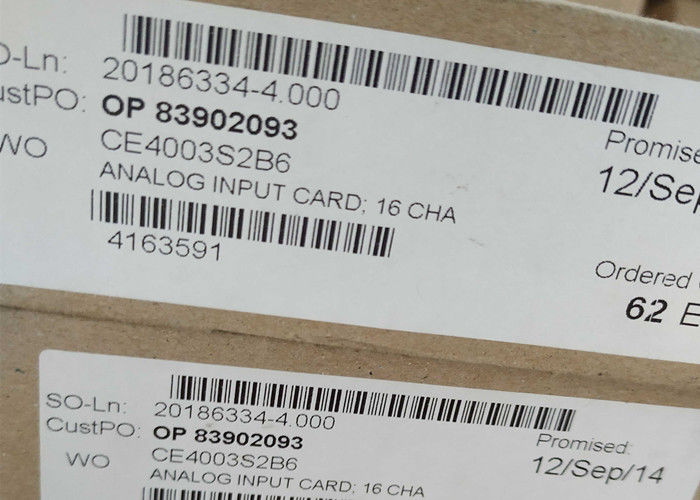 O-Ln: 20186334-4.000
ustPO: OP 83902093
Promise
WO CE4003S2B6
12/Sep
ANALOG INPUT CARD; 16 CHA
4163591
Ordered
62 E
SO-Ln: 20186334-4.000
CustPO: OP 83902093
Promised:
WO CE4003S2B6
12/Sep/14
ANALOG INPUT CARD; 16 CHA